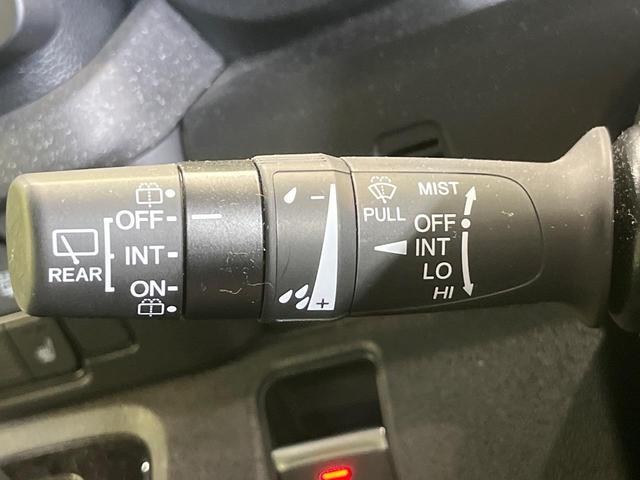 REAR
OFF
INT
ON
−
+
PULL
MIST
OFF
INT
LO
HI